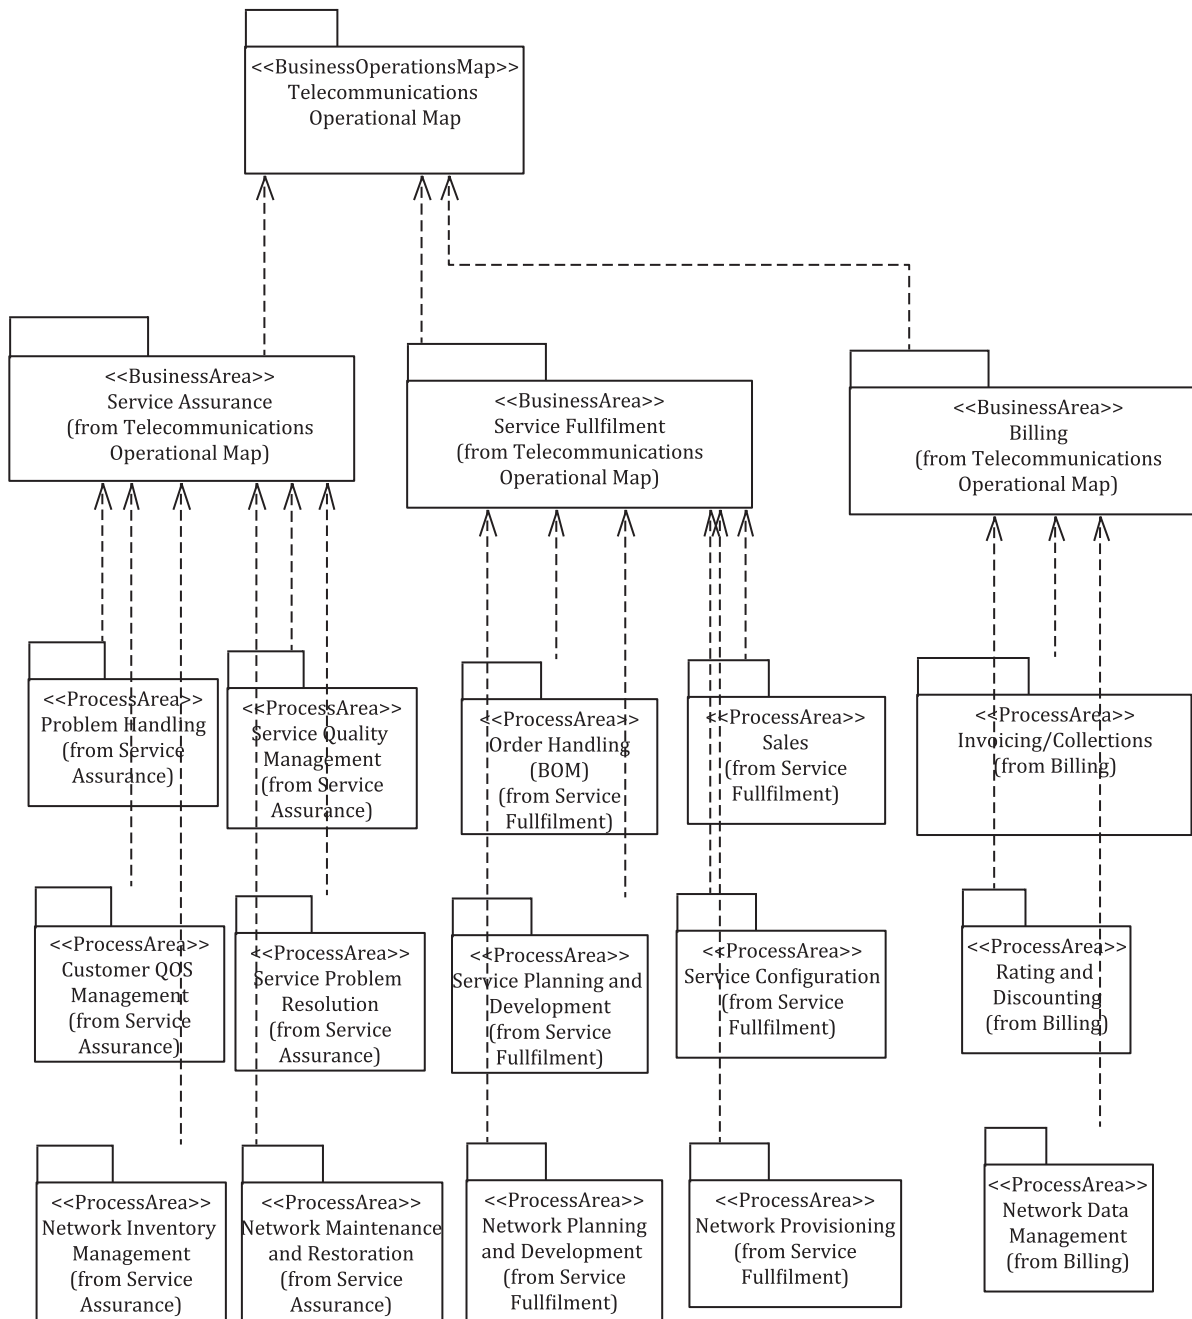 <<BusinessOperationsMap>>
Telecommunications
Operational Map
<<BusinessArea>>
Service Assurance
(from Telecommunications
Operational Map)
<<BusinessArea>>
Service Fullfilment
(from Telecommunications
Operational Map)
<<BusinessArea>>
Billing
(from Telecommunications
Operational Map)
<<ProcessArea>>
Problem Handling
(from Service
Assurance)
<<ProcessArea>>
Service Quality
Management
(from Service
Assurance)
<<ProcessArea>>
Order Handling
(BOM)
(from Service
Fullfilment)
<<ProcessArea>>
Sales
(from Service
Fullfilment)
<<ProcessArea>>
Invoicing/Collections
(from Billing)
<<ProcessArea>>
Customer QOS
Management
(from Service
Assurance)
<<ProcessArea>>
Service Problem
Resolution
(from Service
Assurance)
<<ProcessArea>>
Service Planning and
Development
(from Service
Fullfilment)
<<ProcessArea>>
Service Configuration
(from Service
Fullfilment)
<<ProcessArea>>
Rating and
Discounting
(from Billing)
<<ProcessArea>>
Network Inventory
Management
(from Service
Assurance)
<<ProcessArea>>
Network Maintenance
and Restoration
(from Service
Assurance)
<<ProcessArea>>
Network Planning
and Development
(from Service
Fullfilment)
<<ProcessArea>>
Network Provisioning
(from Service
Fullfilment)
<<ProcessArea>>
Network Data
Management
(from Billing)